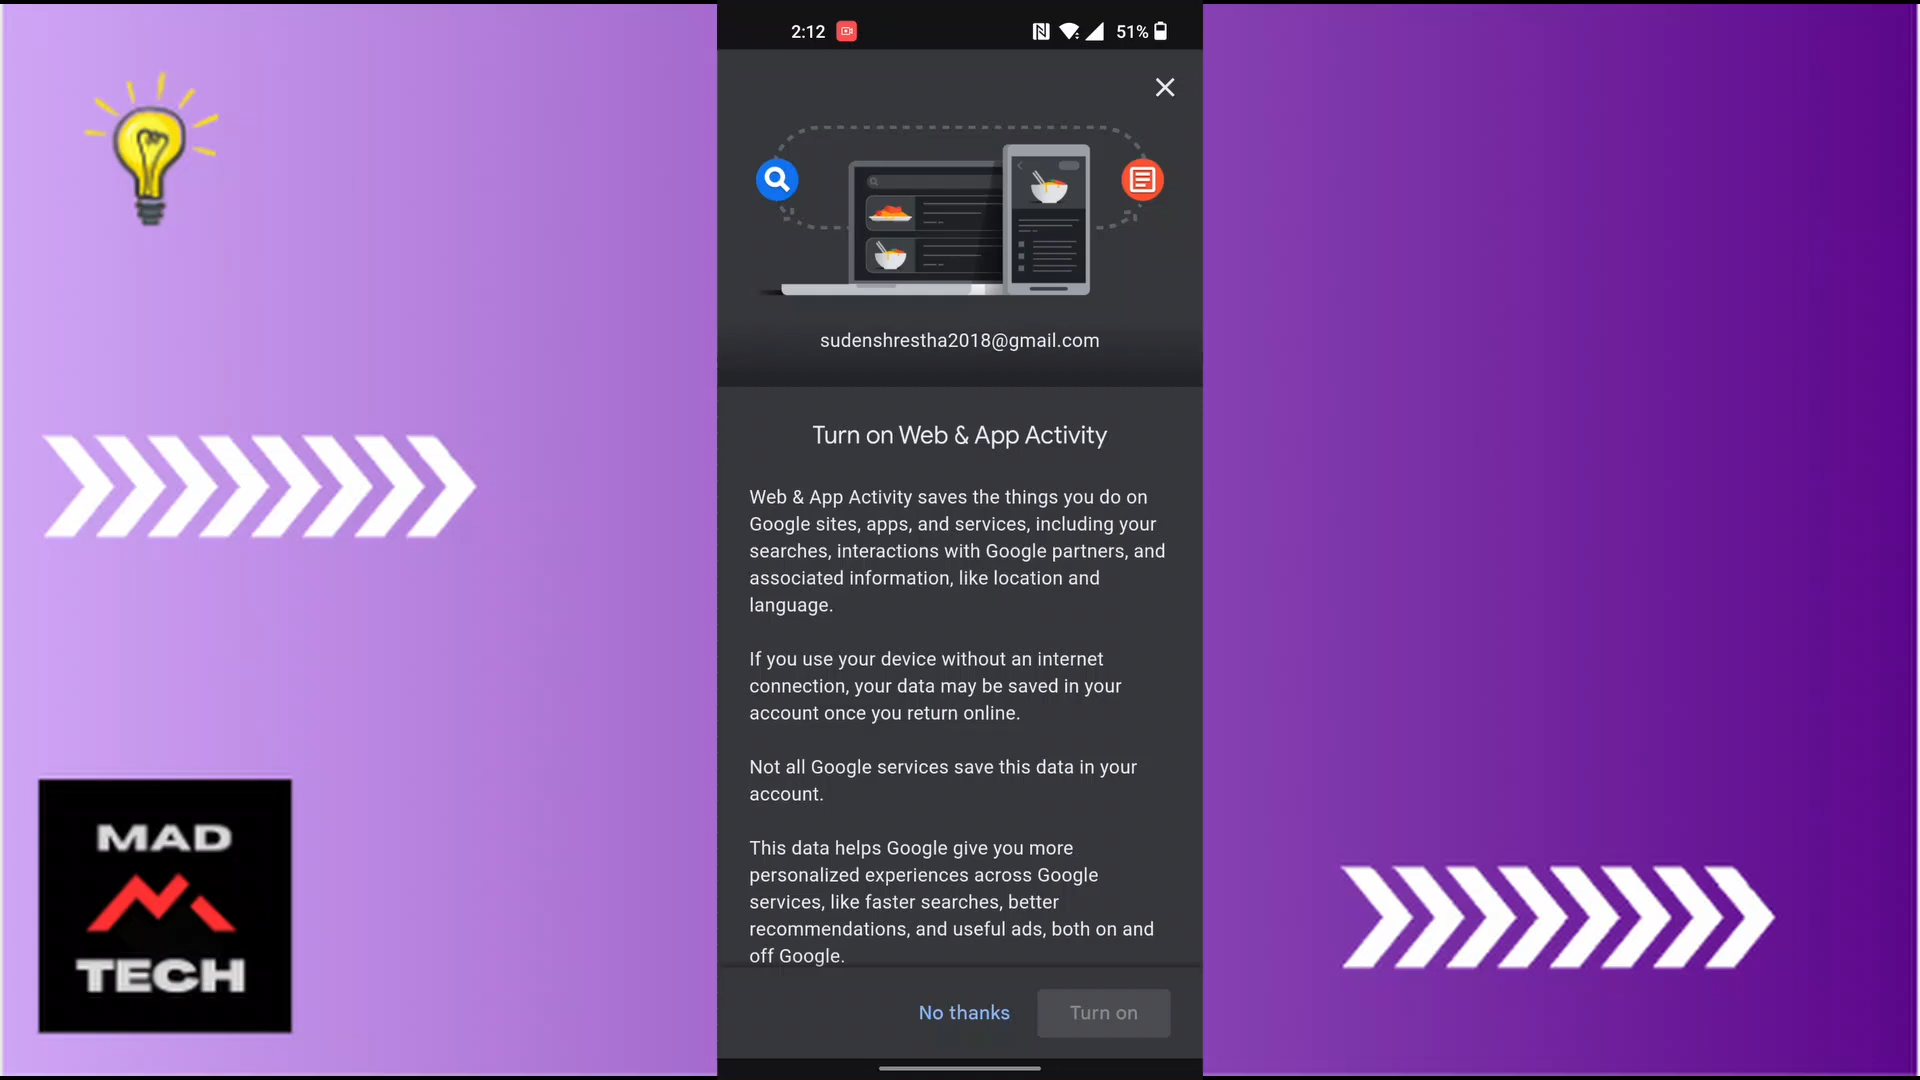 2:12
51%
sudenshrestha2018@gmail.com
Turn on Web & App Activity
Web & App Activity saves the things you do on
Google sites, apps, and services, including your
searches, interactions with Google partners, and
associated information, like location and
language.
If you use your device without an internet
connection, your data may be saved in your
account once you return online.
Not all Google services save this data in your
account.
This data helps Google give you more
personalized experiences across Google
services, like faster searches, better
recommendations, and useful ads, both on and
off Google.
No thanks
Turn on
MAD
TECH